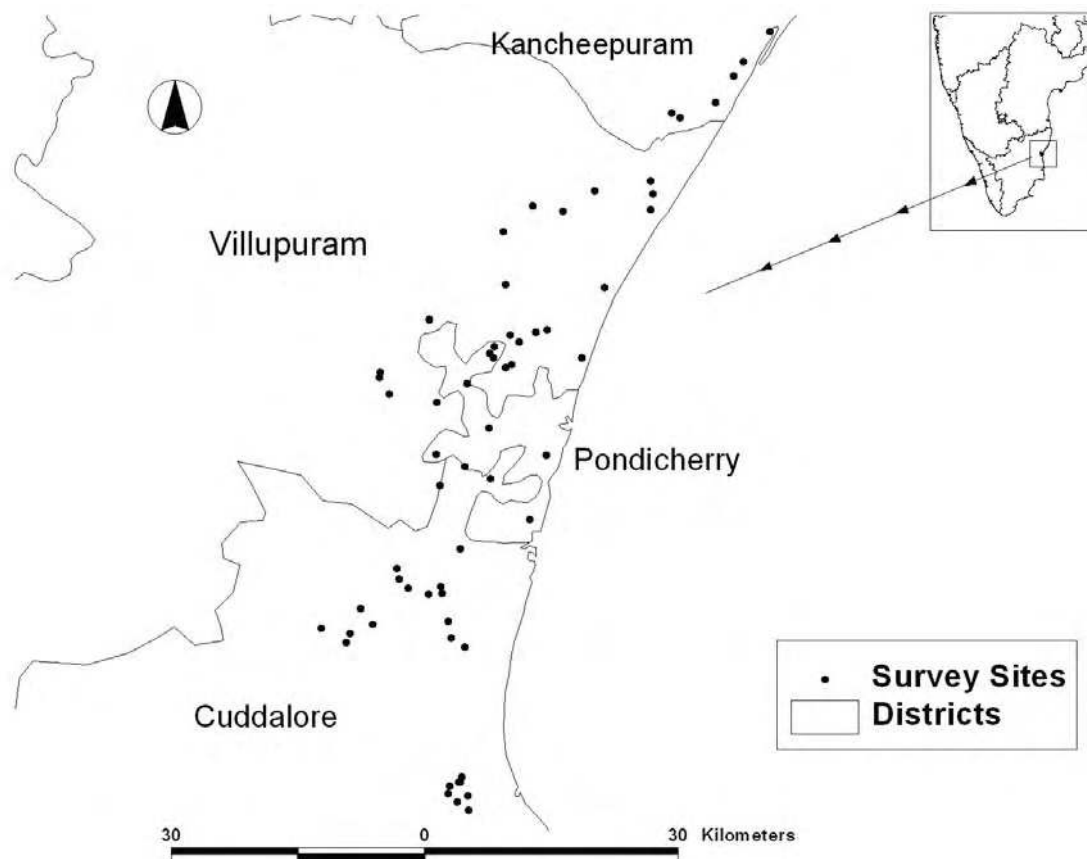 Kancheepuram
Villupuram
Pondicherry
Survey Sites
Districts
Cuddalore
30 0 30 Kilometers